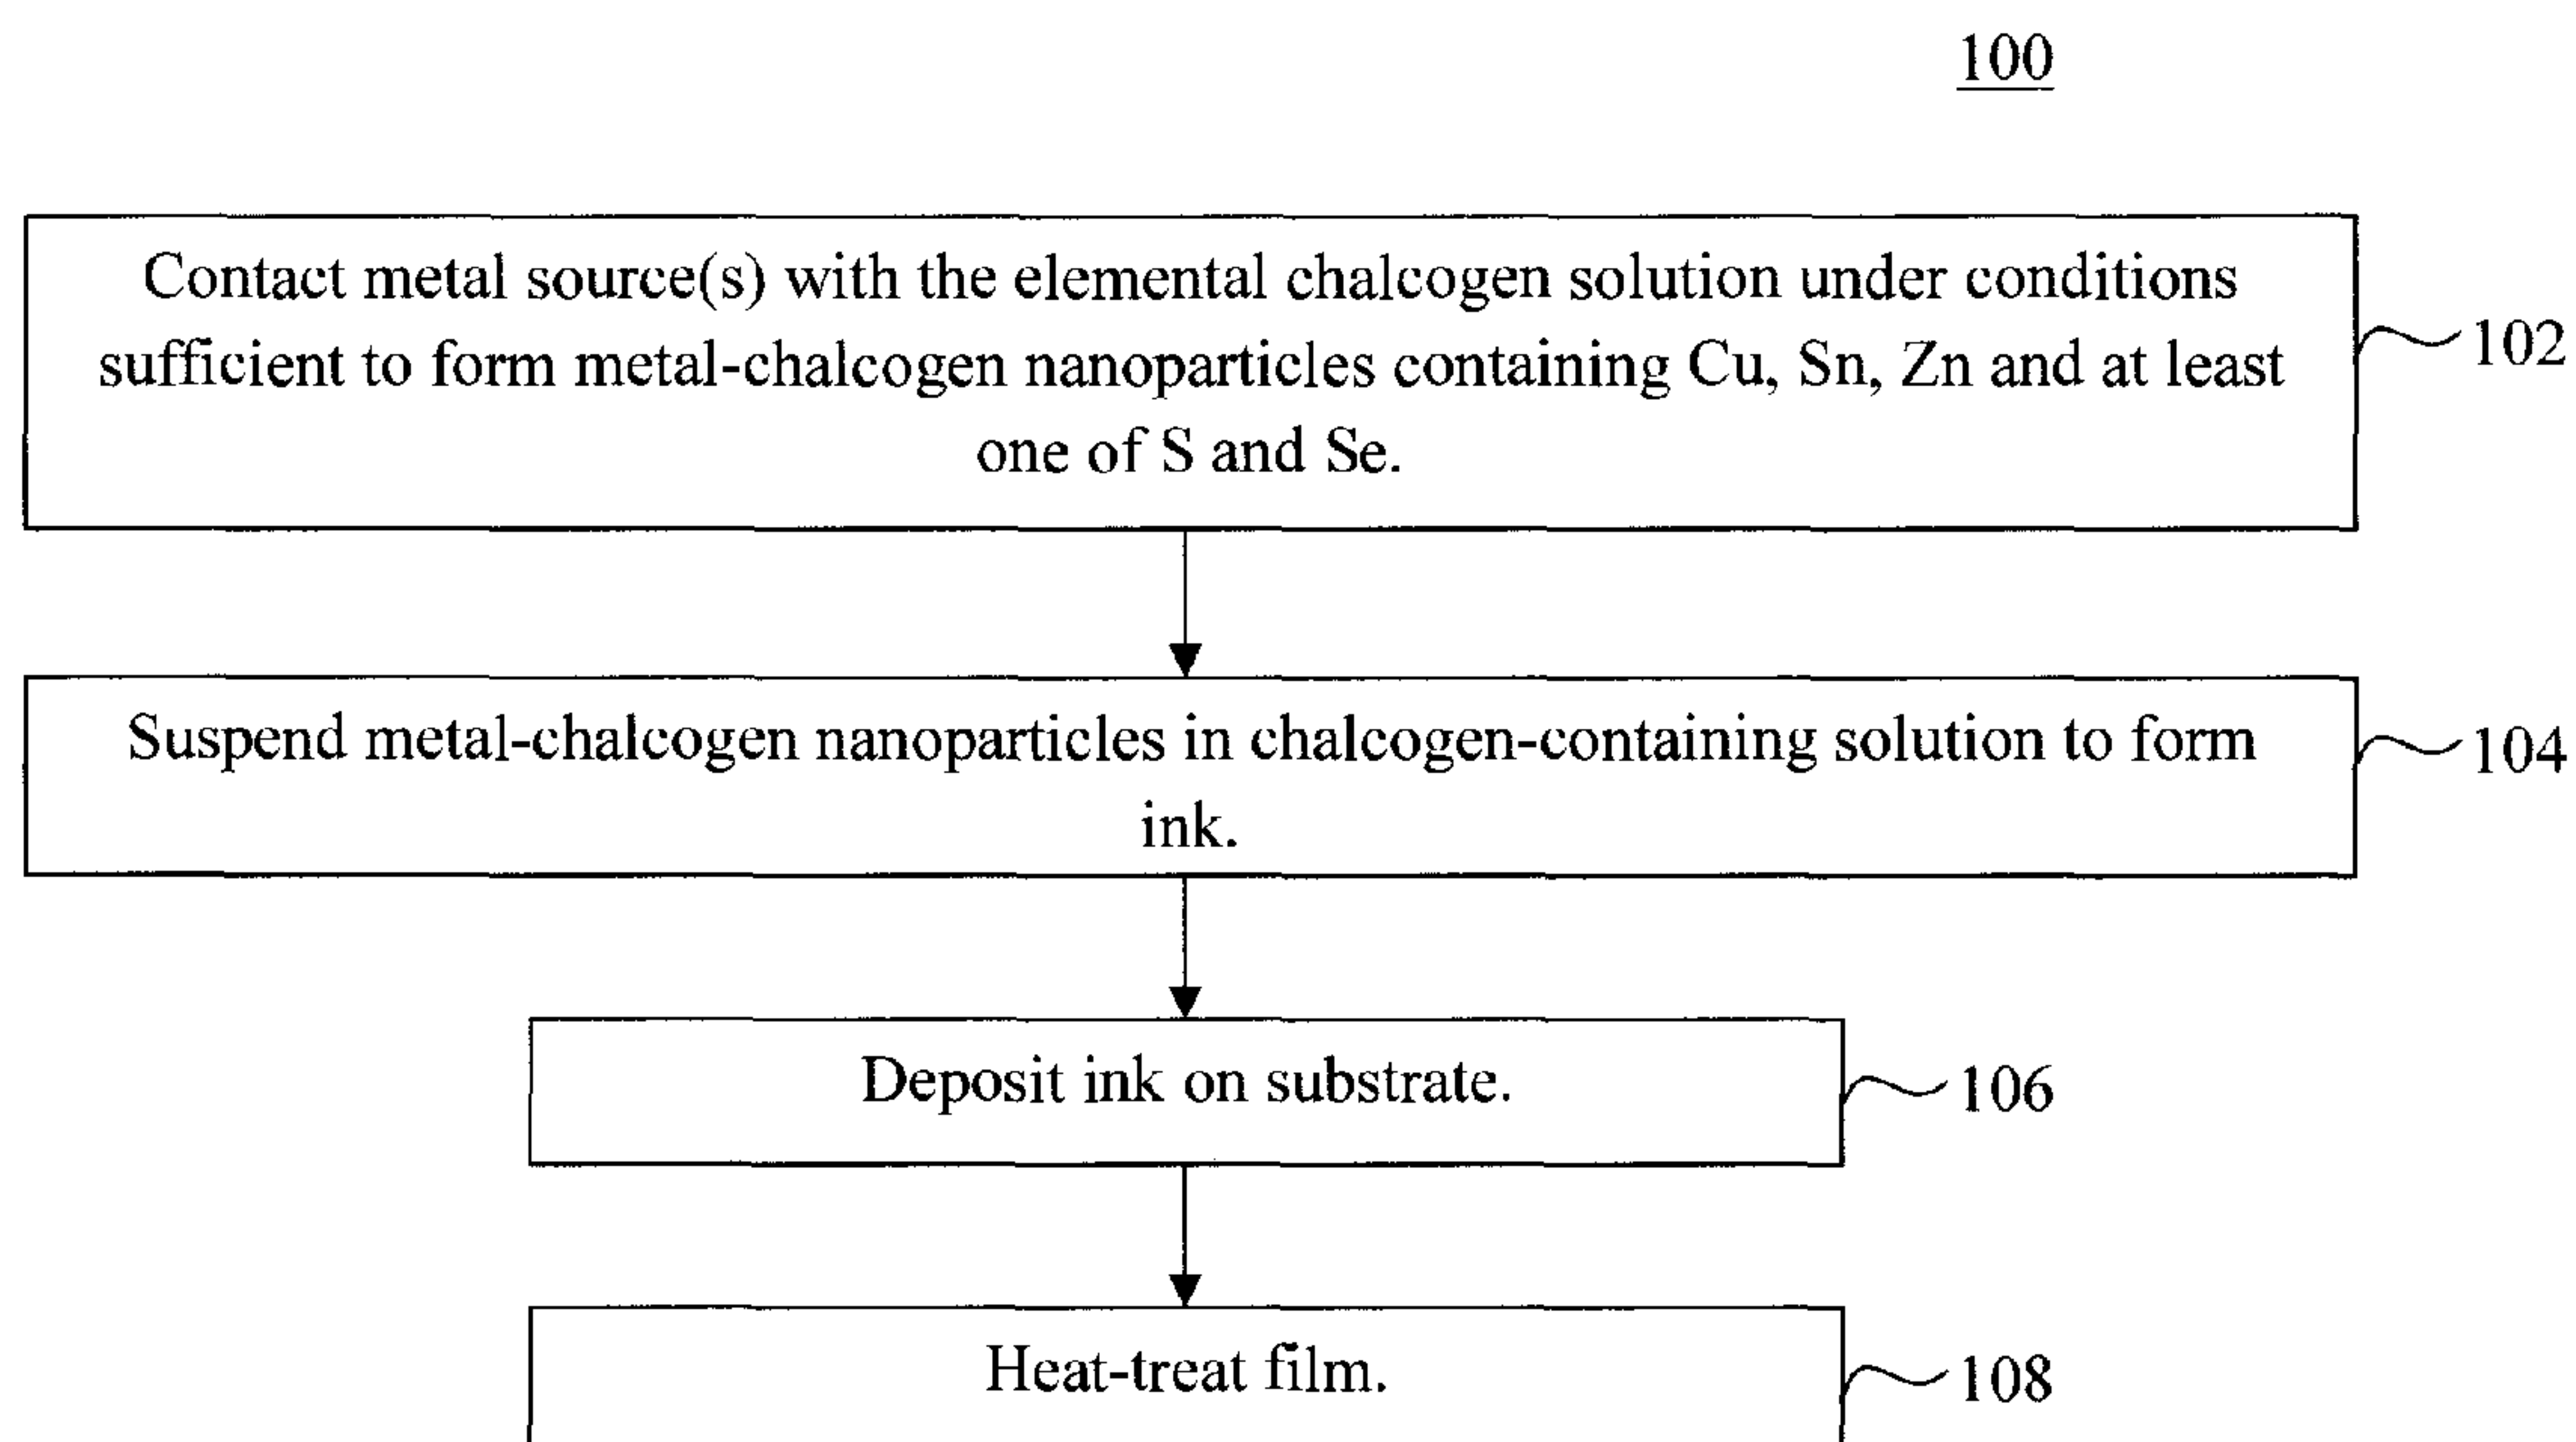 100
Contact metal source(s) with the elemental chalcogen solution under conditions
sufficient to form metal-chalcogen nanoparticles containing Cu, Sn, Zn and at least
one of S and Se.
102
Suspend metal-chalcogen nanoparticles in chalcogen-containing solution to form
ink.
104
Deposit ink on substrate.
106
Heat-treat film.
108